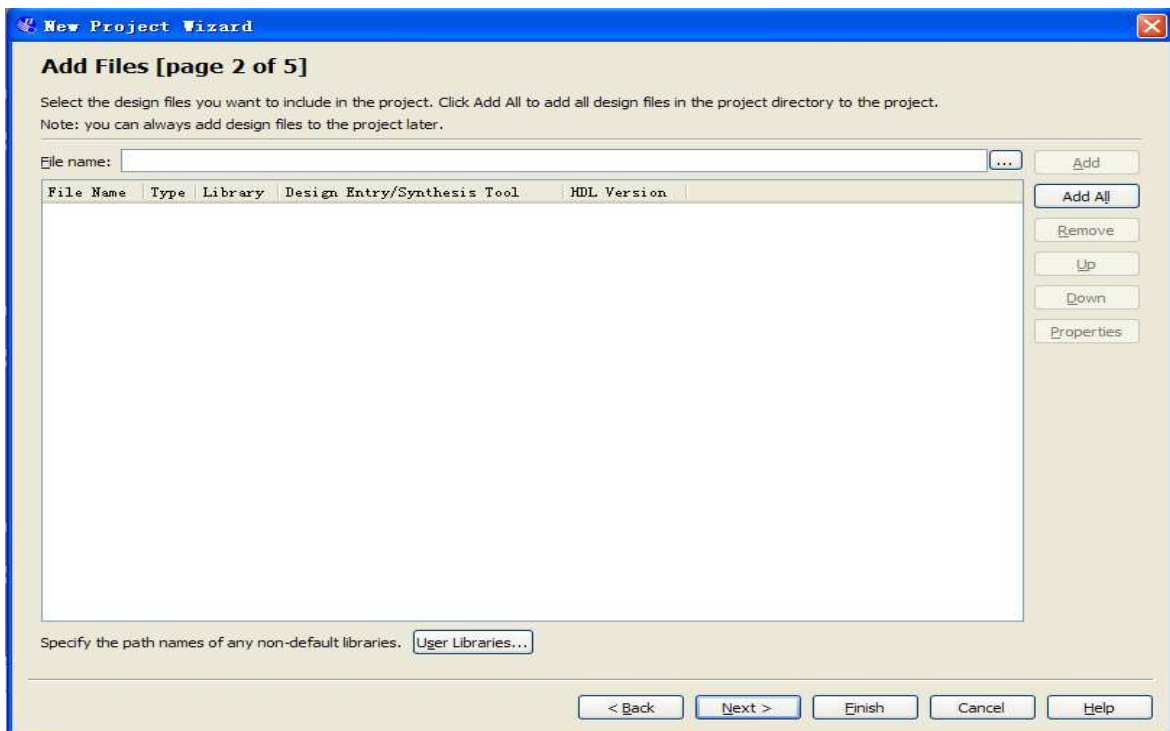 New Project Wizard
Add Files [page 2 of 5]
Select the design files you want to include in the project. Click Add All to add all design files in the project directory to the project.
Note: you can always add design files to the project later.
File name: ... Add
File Name Type Library Design Entry/Synthesis Tool HDL Version
Add All
Remove
Up
Down
Properties
Specify the path names of any non-default libraries. User Libraries...
< Back Next > Finish Cancel Help